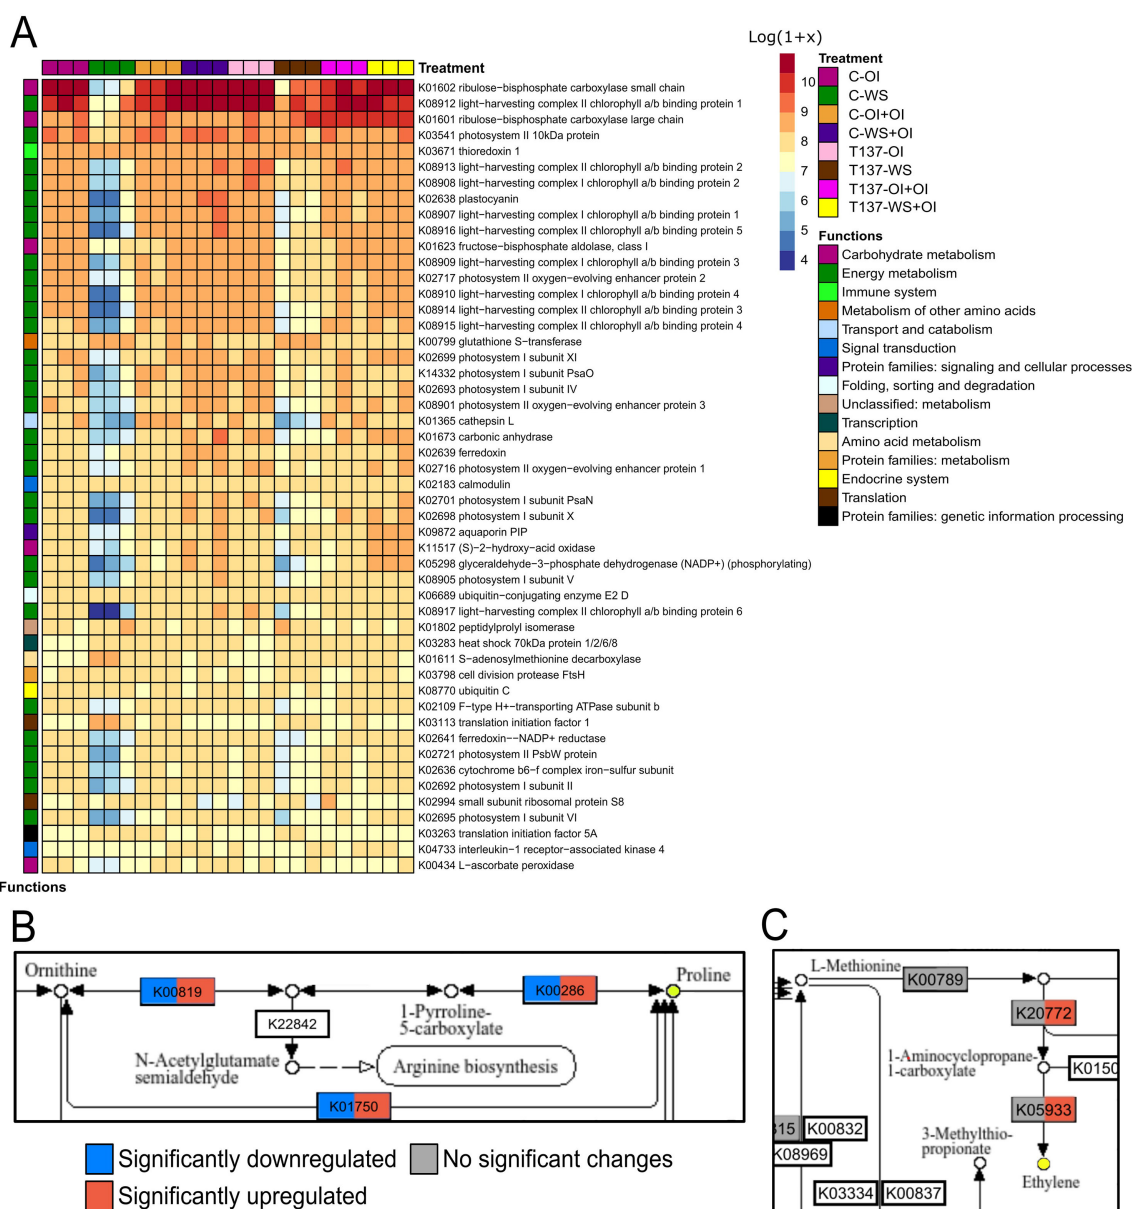 A
Log(1+x)
10
9
8
7
6
5
4
Treatment
K01602 ribulose−bisphosphate carboxylase small chain
K08912 light−harvesting complex II chlorophyll a/b binding protein 1
K01601 ribulose−bisphosphate carboxylase large chain
K03541 photosystem II 10kDa protein
K03671 thioredoxin 1
K08913 light−harvesting complex II chlorophyll a/b binding protein 2
K08908 light−harvesting complex I chlorophyll a/b binding protein 2
K02638 plastocyanin
K08907 light−harvesting complex I chlorophyll a/b binding protein 1
K08916 light−harvesting complex II chlorophyll a/b binding protein 5
K01623 fructose−bisphosphate aldolase, class I
K08909 light−harvesting complex I chlorophyll a/b binding protein 3
K02717 photosystem II oxygen−evolving enhancer protein 2
K08910 light−harvesting complex I chlorophyll a/b binding protein 4
K08914 light−harvesting complex II chlorophyll a/b binding protein 3
K08915 light−harvesting complex II chlorophyll a/b binding protein 4
K00799 glutathione S−transferase
K02699 photosystem I subunit XI
K14332 photosystem I subunit PsaO
K02693 photosystem I subunit IV
K08901 photosystem II oxygen−evolving enhancer protein 3
K01365 cathepsin L
K01673 carbonic anhydrase
K02639 ferredoxin
K02716 photosystem II oxygen−evolving enhancer protein 1
K02183 calmodulin
K02701 photosystem I subunit PsaN
K02698 photosystem I subunit X
K09872 aquaporin PIP
K11517 (S)−2−hydroxy−acid oxidase
K05298 glyceraldehyde−3−phosphate dehydrogenase (NADP+) (phosphorylating)
K08905 photosystem I subunit V
K06689 ubiquitin−conjugating enzyme E2 D
K08917 light−harvesting complex II chlorophyll a/b binding protein 6
K01802 peptidylprolyl isomerase
K03283 heat shock 70kDa protein 1/2/6/8
K01611 S−adenosylmethionine decarboxylase
K03798 cell division protease FtsH
K08770 ubiquitin C
K02109 F−type H+−transporting ATPase subunit b
K03113 translation initiation factor 1
K02641 ferredoxin−−NADP+ reductase
K02721 photosystem II PsbW protein
K02636 cytochrome b6−f complex iron−sulfur subunit
K02692 photosystem I subunit II
K02994 small subunit ribosomal protein S8
K02695 photosystem I subunit VI
K03263 translation initiation factor 5A
K04733 interleukin−1 receptor−associated kinase 4
K00434 L−ascorbate peroxidase
Functions
Treatment
C-OI
C-WS
C-OI+OI
C-WS+OI
T137-OI
T137-WS
T137-OI+OI
T137-WS+OI
Functions
Carbohydrate metabolism
Energy metabolism
Immune system
Metabolism of other amino acids
Transport and catabolism
Signal transduction
Protein families: signaling and cellular processes
Folding, sorting and degradation
Unclassified: metabolism
Transcription
Amino acid metabolism
Protein families: metabolism
Endocrine system
Translation
Protein families: genetic information processing
B
Ornithine
K00819
K00286
Proline
K22842
1-Pyrroline-
5-carboxylate
N-Acetylglutamate
semialdehyde
Arginine biosynthesis
K01750
Significantly downregulated
No significant changes
Significantly upregulated
C
L-Methionine
K00789
K20772
1-Aminocyclopropane-
1-carboxylate
K0150
K05933
315
K00832
K08969
3-Methylthio-
propionate
Ethylene
K03334
K00837